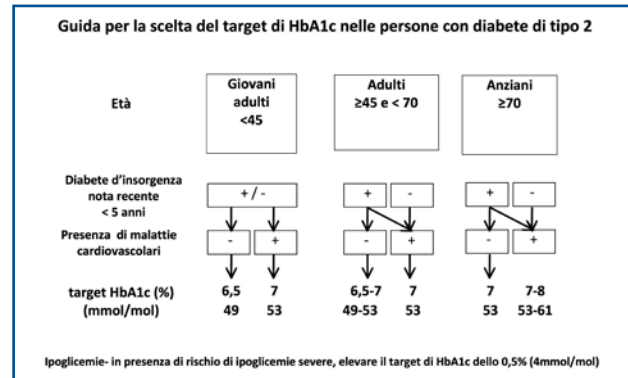 Guida per la scelta del target di HbA1c nelle persone con diabete di tipo 2
Età
Giovani
adulti
<45
Adulti
≥45 e < 70
Anziani
≥70
Diabete d'insorgenza
nota recente
< 5 anni
+ / -
+ -
+ -
Presenza di malattie
cardiovascolari
- +
- +
- +
target HbA1c (%) 6,5 7 6,5-7 7 7 7-8
(mmol/mol) 49 53 49-53 53 53 53-61
Ipoglicemie- in presenza di rischio di ipoglicemie severe, elevare il target di HbA1c dello 0,5% (4mmol/mol)